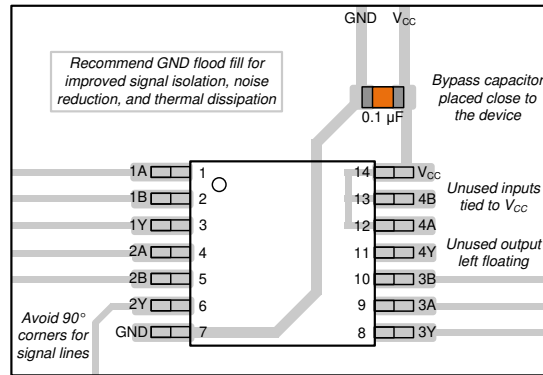 GND VCC
Recommend GND flood fill for
improved signal isolation, noise
reduction, and thermal dissipation
Bypass capacitor
placed close to
the device
0.1 μF
1A 1 14 VCC
1B 2 13 4B
1Y 3 12 4A
2A 4 11 4Y
2B 5 10 3B
2Y 6 9 3A
GND 7 8 3Y
Unused inputs
tied to VCC
Unused output
left floating
Avoid 90°
corners for
signal lines